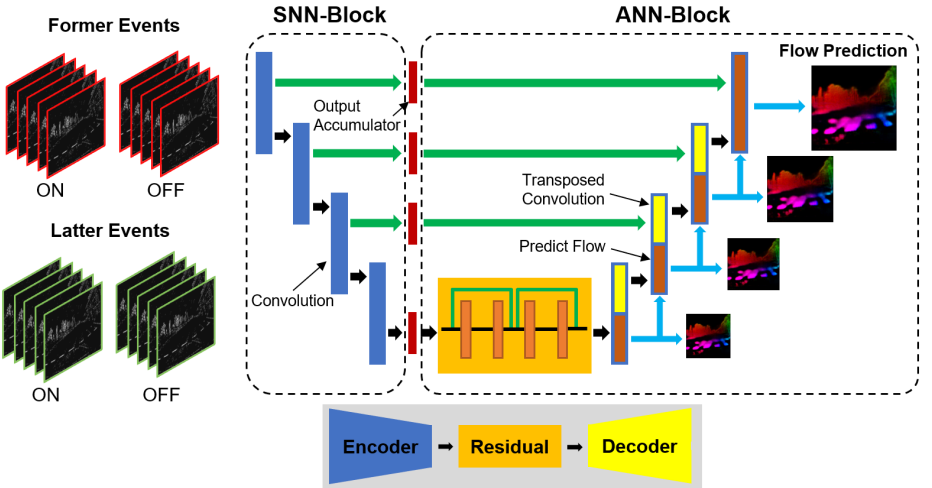 SNN-Block
ANN-Block
Former Events
Flow Prediction
Output
Accumulator
ON
OFF
Transposed
Convolution
Latter Events
Predict Flow
Convolution
ON
OFF
Encoder
Residual
Decoder